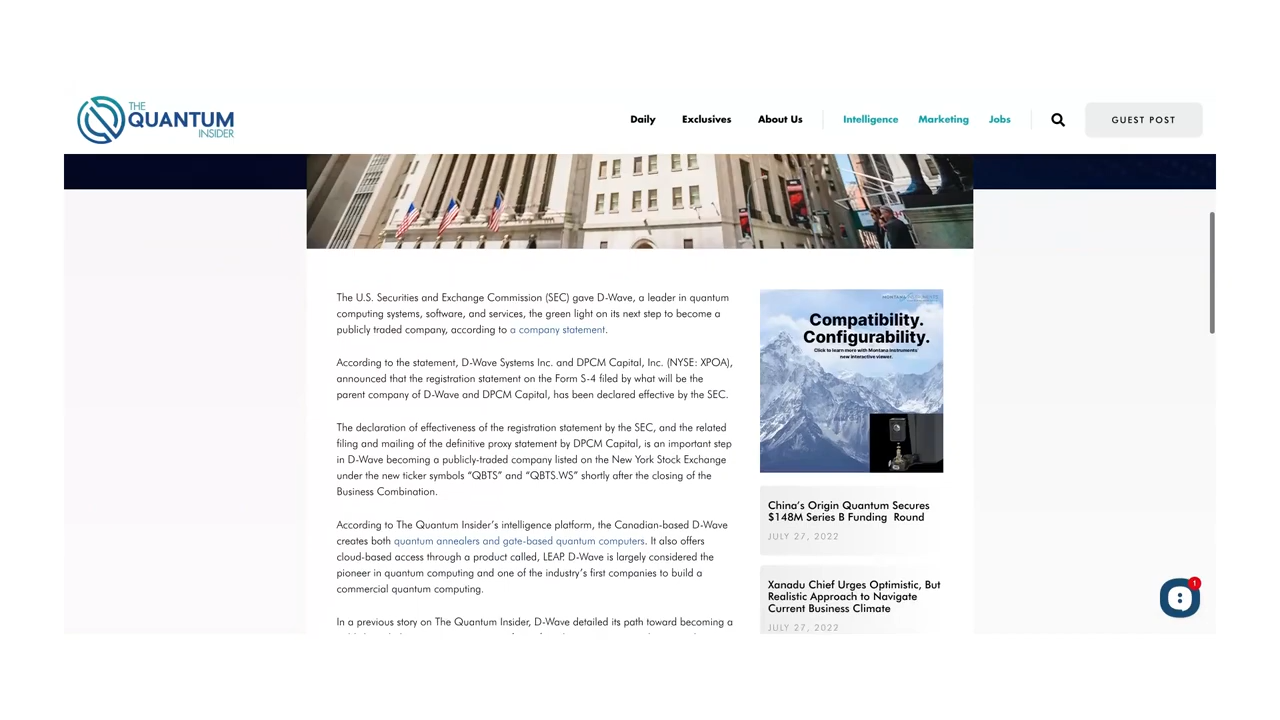 THE
QUANTUM
INSIDER
Daily
Exclusives
About Us
Intelligence
Marketing
Jobs
GUEST POST
The U.S. Securities and Exchange Commission (SEC) gave D-Wave, a leader in quantum
computing systems, software, and services, the green light on its next step to become a
publicly traded company, according to a company statement.
According to the statement, D-Wave Systems Inc. and DPCM Capital, Inc. (NYSE: XPOA),
announced that the registration statement on the Form S-4 filed by what will be the
parent company of D-Wave and DPCM Capital, has been declared effective by the SEC.
The declaration of effectiveness of the registration statement by the SEC, and the related
filing and mailing of the definitive proxy statement by DPCM Capital, is an important step
in D-Wave becoming a publicly-traded company listed on the New York Stock Exchange
under the new ticker symbols “QBTS” and “QBTS.WS” shortly after the closing of the
Business Combination.
According to The Quantum Insider’s intelligence platform, the Canadian-based D-Wave
creates both quantum annealers and gate-based quantum computers. It also offers
cloud-based access through a product called, LEAP. D-Wave is largely considered the
pioneer in quantum computing and one of the industry’s first companies to build a
commercial quantum computing.
In a previous story on The Quantum Insider, D-Wave detailed its path toward becoming a
Compatibility.
Configurability.
Click to learn more with Montana Instruments'
new interactive viewer.
China’s Origin Quantum Secures
$148M Series B Funding Round
JULY 27, 2022
Xanadu Chief Urges Optimistic, But
Realistic Approach to Navigate
Current Business Climate
JULY 27, 2022
1